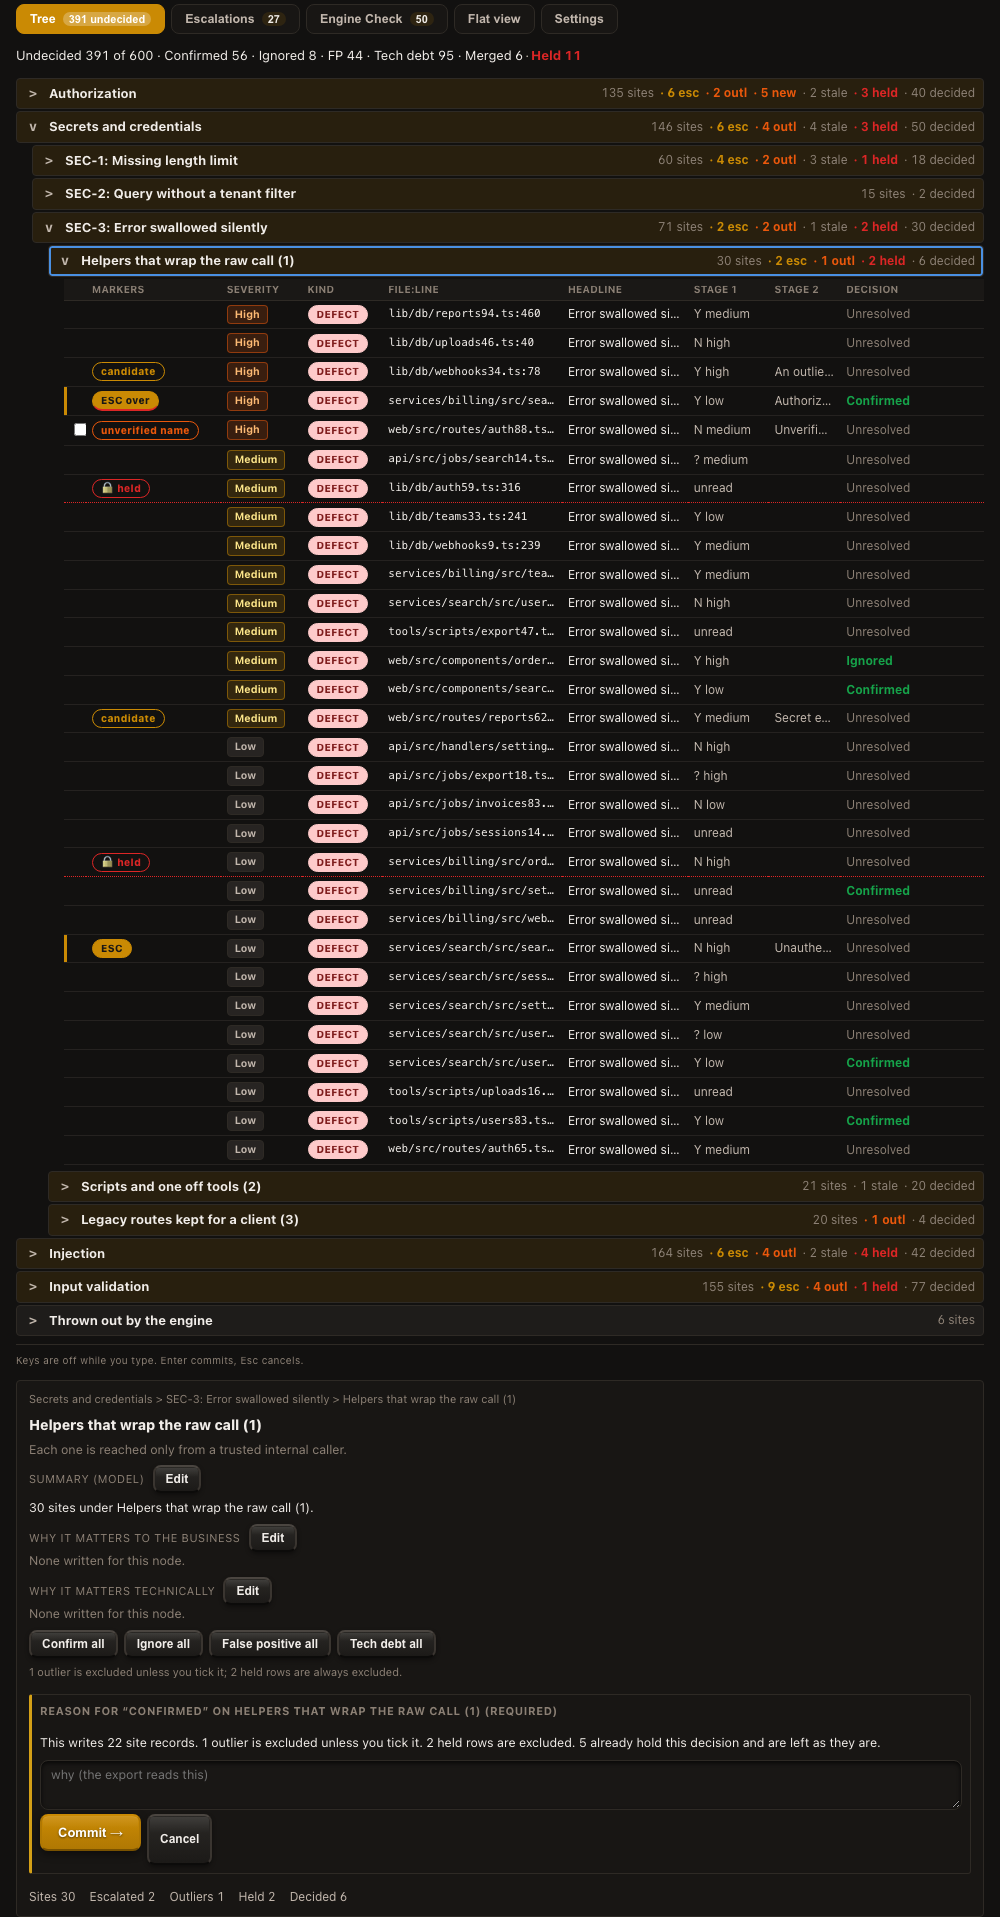 Tree 391 undecided Escalations 27 Engine Check 50 Flat view Settings
Undecided 391 of 600 · Confirmed 56 · Ignored 8 · FP 44 · Tech debt 95 · Merged 6 · Held 11
> Authorization 135 sites · 6 esc · 2 outl · 5 new · 2 stale · 3 held · 40 decided
v Secrets and credentials 146 sites · 6 esc · 4 outl · 4 stale · 3 held · 50 decided
> SEC-1: Missing length limit 60 sites · 4 esc · 2 outl · 3 stale · 1 held · 18 decided
> SEC-2: Query without a tenant filter 15 sites · 2 decided
v SEC-3: Error swallowed silently 71 sites · 2 esc · 2 outl · 1 stale · 2 held · 30 decided
v Helpers that wrap the raw call (1) 30 sites · 2 esc · 1 outl · 2 held · 6 decided
MARKERS SEVERITY KIND FILE:LINE HEADLINE STAGE 1 STAGE 2 DECISION
High DEFECT lib/db/reports94.ts:460 Error swallowed si… Y medium Unresolved
High DEFECT lib/db/uploads46.ts:40 Error swallowed si… N high Unresolved
candidate High DEFECT lib/db/webhooks34.ts:78 Error swallowed si… Y high An outlie… Unresolved
ESC over High DEFECT services/billing/src/sea… Error swallowed si… Y low Authoriz… Confirmed
unverified name High DEFECT web/src/routes/auth88.ts… Error swallowed si… N medium Unverifi… Unresolved
Medium DEFECT api/src/jobs/search14.ts… Error swallowed si… ? medium Unresolved
🔒 held Medium DEFECT lib/db/auth59.ts:316 Error swallowed si… unread Unresolved
Medium DEFECT lib/db/teams33.ts:241 Error swallowed si… Y low Unresolved
Medium DEFECT lib/db/webhooks9.ts:239 Error swallowed si… Y medium Unresolved
Medium DEFECT services/billing/src/tea… Error swallowed si… Y medium Unresolved
Medium DEFECT services/search/src/user… Error swallowed si… N high Unresolved
Medium DEFECT tools/scripts/export47.t… Error swallowed si… unread Unresolved
Medium DEFECT web/src/components/order… Error swallowed si… Y high Ignored
Medium DEFECT web/src/components/searc… Error swallowed si… Y low Confirmed
candidate Medium DEFECT web/src/routes/reports62… Error swallowed si… Y medium Secret e… Unresolved
Low DEFECT api/src/handlers/setting… Error swallowed si… N high Unresolved
Low DEFECT api/src/jobs/export18.ts… Error swallowed si… ? high Unresolved
Low DEFECT api/src/jobs/invoices83.… Error swallowed si… N low Unresolved
Low DEFECT api/src/jobs/sessions14.… Error swallowed si… unread Unresolved
🔒 held Low DEFECT services/billing/src/ord… Error swallowed si… N high Unresolved
Low DEFECT services/billing/src/set… Error swallowed si… unread Confirmed
Low DEFECT services/billing/src/web… Error swallowed si… unread Unresolved
ESC Low DEFECT services/search/src/sear… Error swallowed si… N high Unauthe… Unresolved
Low DEFECT services/search/src/sess… Error swallowed si… ? high Unresolved
Low DEFECT services/search/src/sett… Error swallowed si… Y medium Unresolved
Low DEFECT services/search/src/user… Error swallowed si… ? low Unresolved
Low DEFECT services/search/src/user… Error swallowed si… Y low Confirmed
Low DEFECT tools/scripts/uploads16.… Error swallowed si… unread Unresolved
Low DEFECT tools/scripts/users83.ts… Error swallowed si… Y low Confirmed
Low DEFECT web/src/routes/auth65.ts… Error swallowed si… Y medium Unresolved
> Scripts and one off tools (2) 21 sites · 1 stale · 20 decided
> Legacy routes kept for a client (3) 20 sites · 1 outl · 4 decided
> Injection 164 sites · 6 esc · 4 outl · 2 stale · 4 held · 42 decided
> Input validation 155 sites · 9 esc · 4 outl · 1 held · 77 decided
> Thrown out by the engine 6 sites
Keys are off while you type. Enter commits, Esc cancels.
Secrets and credentials > SEC-3: Error swallowed silently > Helpers that wrap the raw call (1)
Helpers that wrap the raw call (1)
Each one is reached only from a trusted internal caller.
SUMMARY (MODEL) Edit
30 sites under Helpers that wrap the raw call (1).
WHY IT MATTERS TO THE BUSINESS Edit
None written for this node.
WHY IT MATTERS TECHNICALLY Edit
None written for this node.
Confirm all Ignore all False positive all Tech debt all
1 outlier is excluded unless you tick it; 2 held rows are always excluded.
REASON FOR “CONFIRMED” ON HELPERS THAT WRAP THE RAW CALL (1) (REQUIRED)
This writes 22 site records. 1 outlier is excluded unless you tick it. 2 held rows are excluded. 5 already hold this decision and are left as they are.
why (the export reads this)
Commit → Cancel
Sites 30 Escalated 2 Outliers 1 Held 2 Decided 6